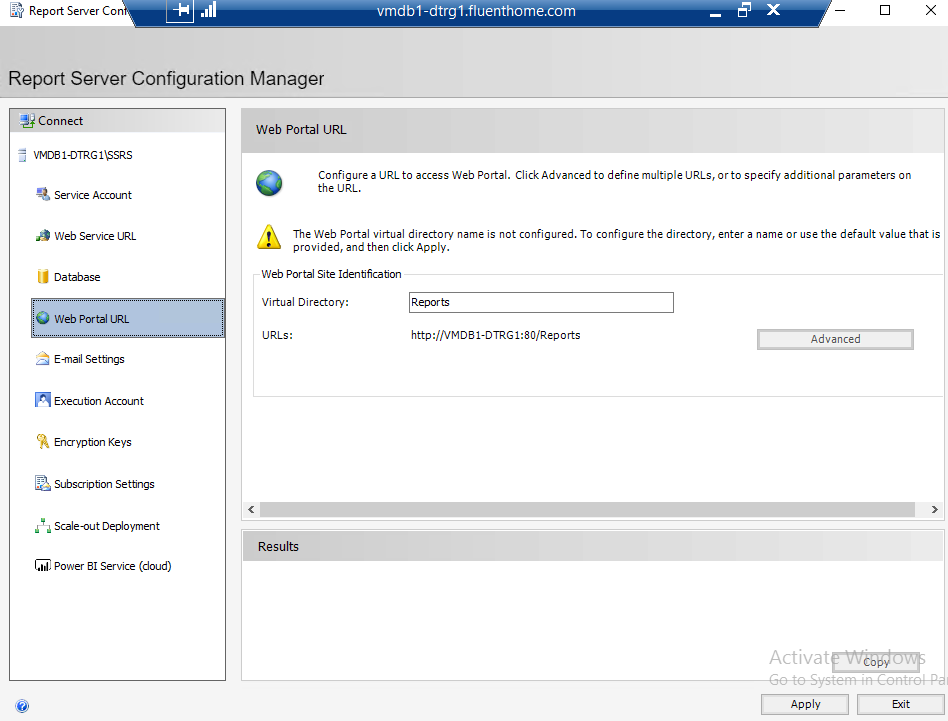 Report Server Conf
vmdb1-dtrg1.fluenthome.com
Report Server Configuration Manager
Connect
VMDB1-DTRG1\SSRS
Service Account
Web Service URL
Database
Web Portal URL
E-mail Settings
Execution Account
Encryption Keys
Subscription Settings
Scale-out Deployment
Power BI Service (cloud)
Web Portal URL
Configure a URL to access Web Portal. Click Advanced to define multiple URLs, or to specify additional parameters on
the URL.
The Web Portal virtual directory name is not configured. To configure the directory, enter a name or use the default value that is
provided, and then click Apply.
Web Portal Site Identification
Virtual Directory:
Reports
URLs:
http://VMDB1-DTRG1:80/Reports
Advanced
Results
Activate Windows
Copy
Go to System in Control Pa
Apply
Exit